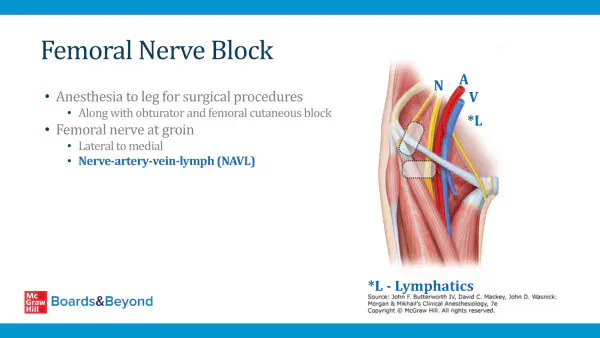 Femoral Nerve Block
• Anesthesia to leg for surgical procedures
• Along with obturator and femoral cutaneous block
• Femoral nerve at groin
• Lateral to medial
• Nerve-artery-vein-lymph (NAVL)
N
A
V
*L
*L - Lymphatics
Source: John F. Butterworth IV, David C. Mackey, John D. Wasnick:
Morgan & Mikhail's Clinical Anesthesiology, 7e
Copyright © McGraw Hill. All rights reserved.
Mc
Graw
Hill
Boards&Beyond